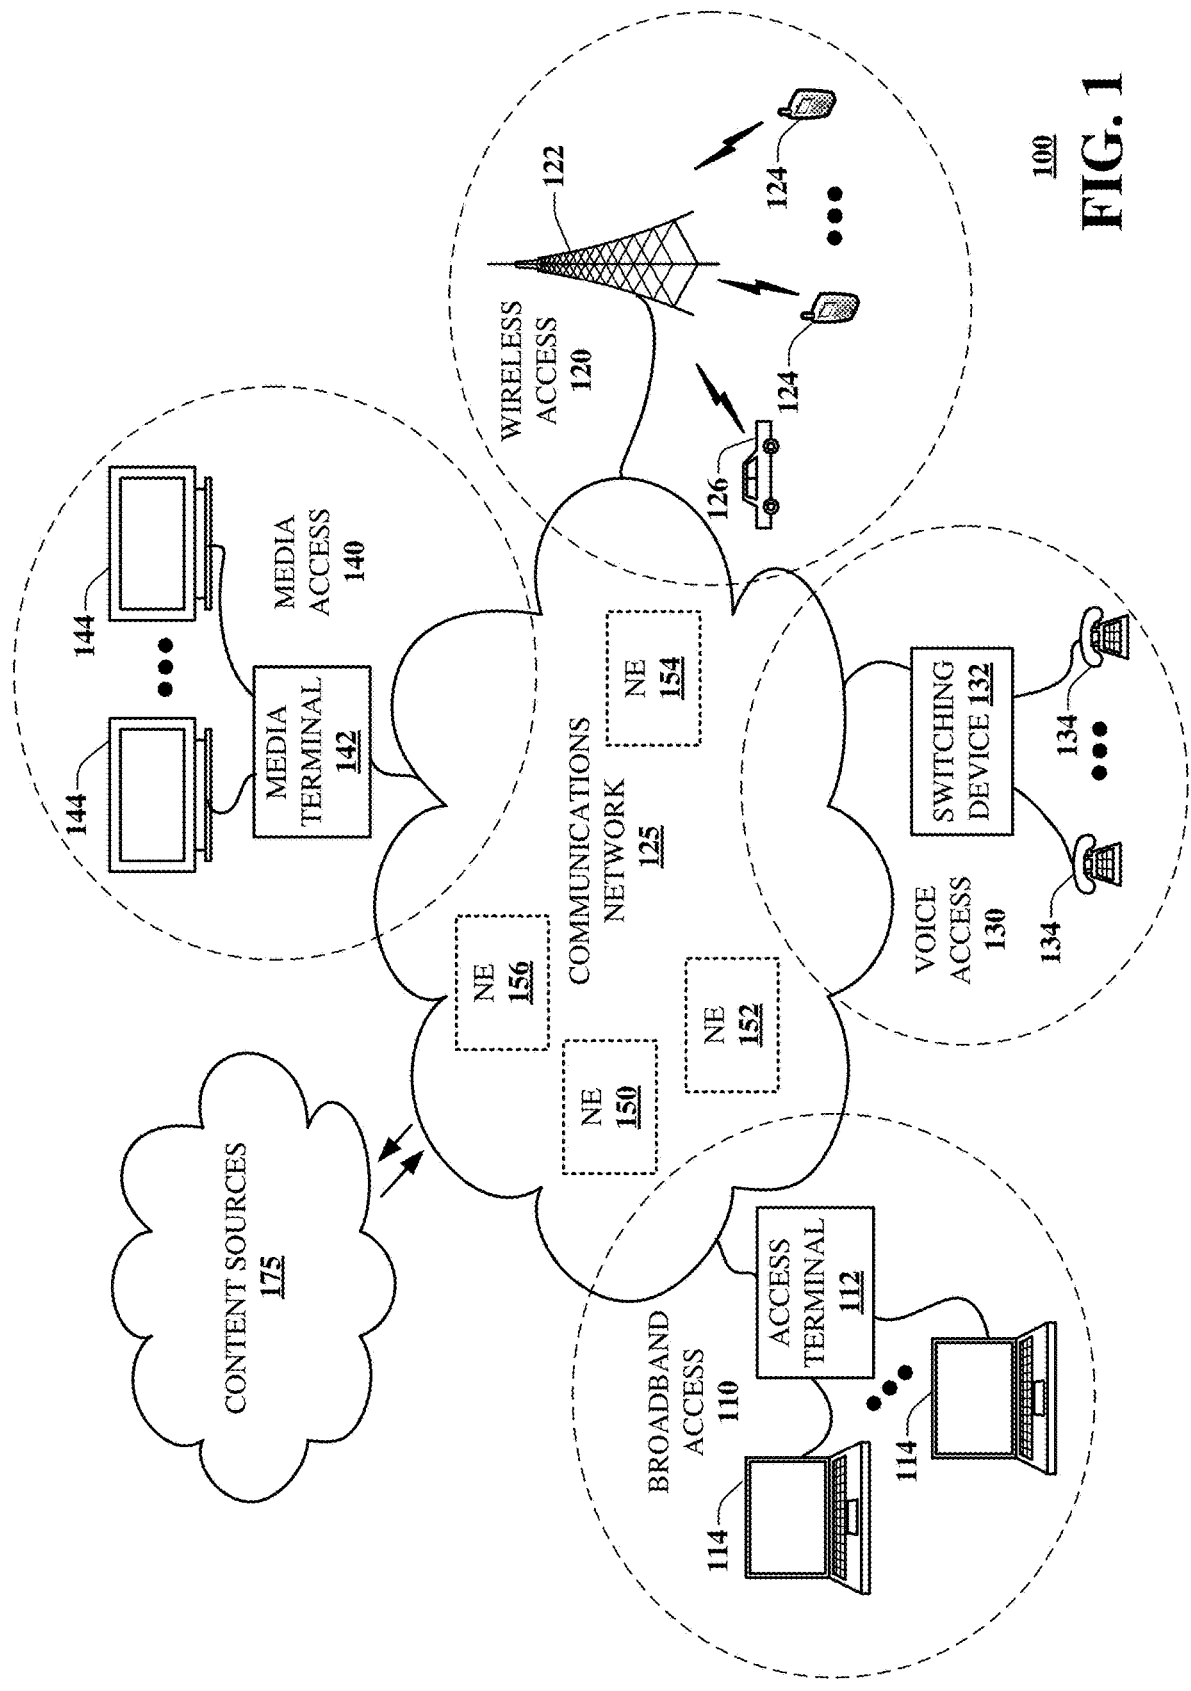 CONTENT SOURCES
175
144
144
MEDIA
TERMINAL
142
MEDIA
ACCESS
140
NE
156
NE
150
NE
152
NE
154
COMMUNICATIONS
NETWORK
125
WIRELESS
ACCESS
120
122
124
124
126
BROADBAND
ACCESS
110
ACCESS
TERMINAL
112
114
114
VOICE
ACCESS
130
SWITCHING
DEVICE 132
134
134
100
FIG. 1